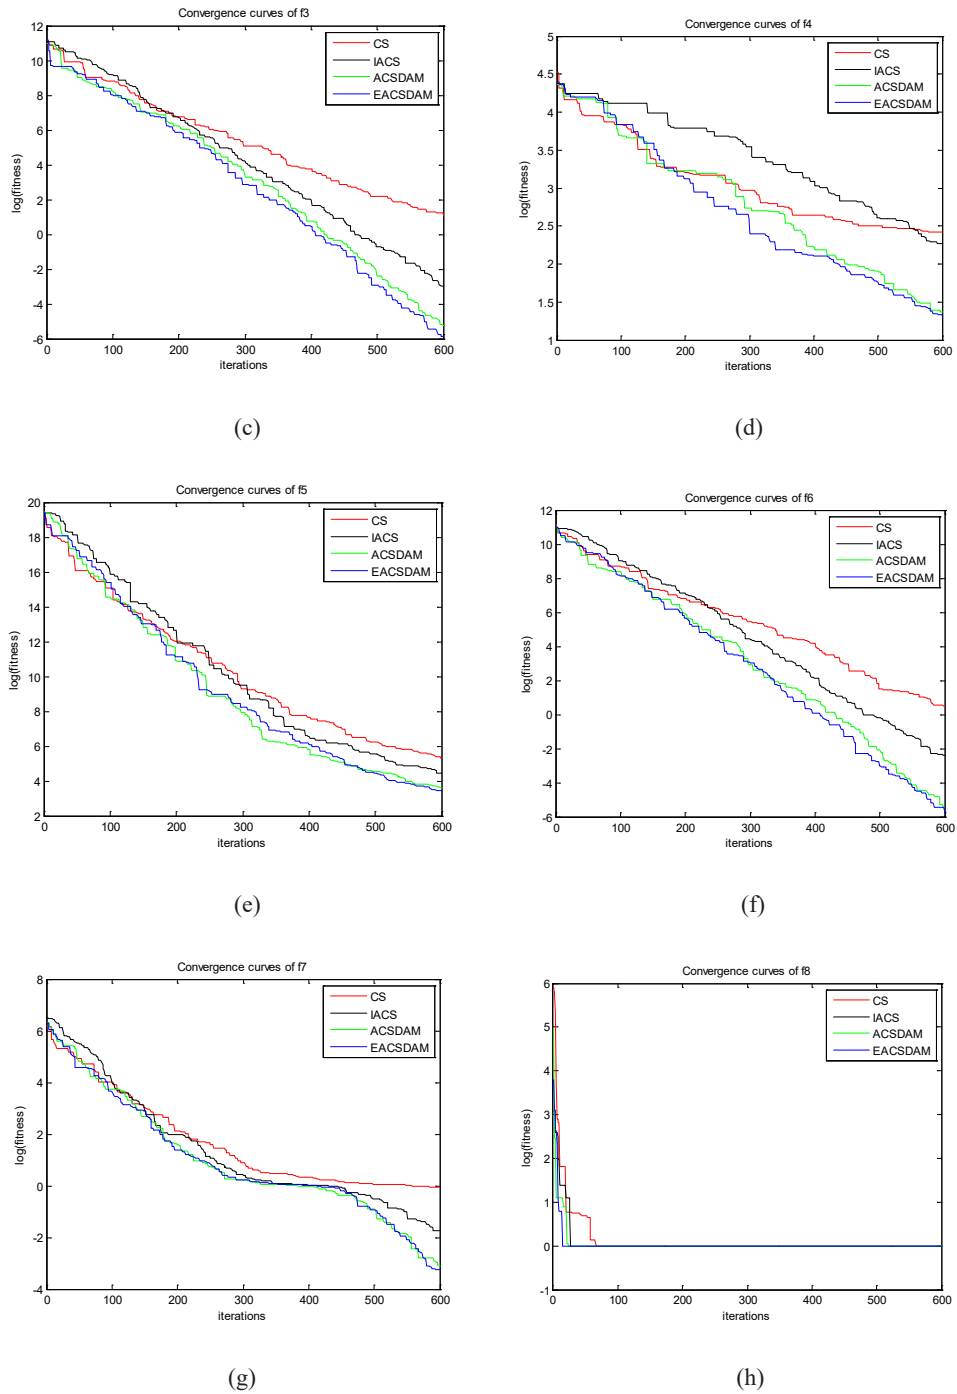 Convergence curves of f3
12
10
8
6
4
2
0
-2
-4
-6
log(fitness)
0 100 200 300 400 500 600
iterations
CS
IACS
ACSDAM
EACSDAM
(c)
Convergence curves of f4
5
4.5
4
3.5
3
2.5
2
1.5
1
log(fitness)
0 100 200 300 400 500 600
iterations
CS
IACS
ACSDAM
EACSDAM
(d)
Convergence curves of f5
20
18
16
14
12
10
8
6
4
2
log(fitness)
0 100 200 300 400 500 600
iterations
CS
IACS
ACSDAM
EACSDAM
(e)
Convergence curves of f6
12
10
8
6
4
2
0
-2
-4
-6
log(fitness)
0 100 200 300 400 500 600
iterations
CS
IACS
ACSDAM
EACSDAM
(f)
Convergence curves of f7
8
6
4
2
0
-2
-4
log(fitness)
0 100 200 300 400 500 600
iterations
CS
IACS
ACSDAM
EACSDAM
(g)
Convergence curves of f8
6
5
4
3
2
1
0
-1
log(fitness)
0 100 200 300 400 500 600
iterations
CS
IACS
ACSDAM
EACSDAM
(h)